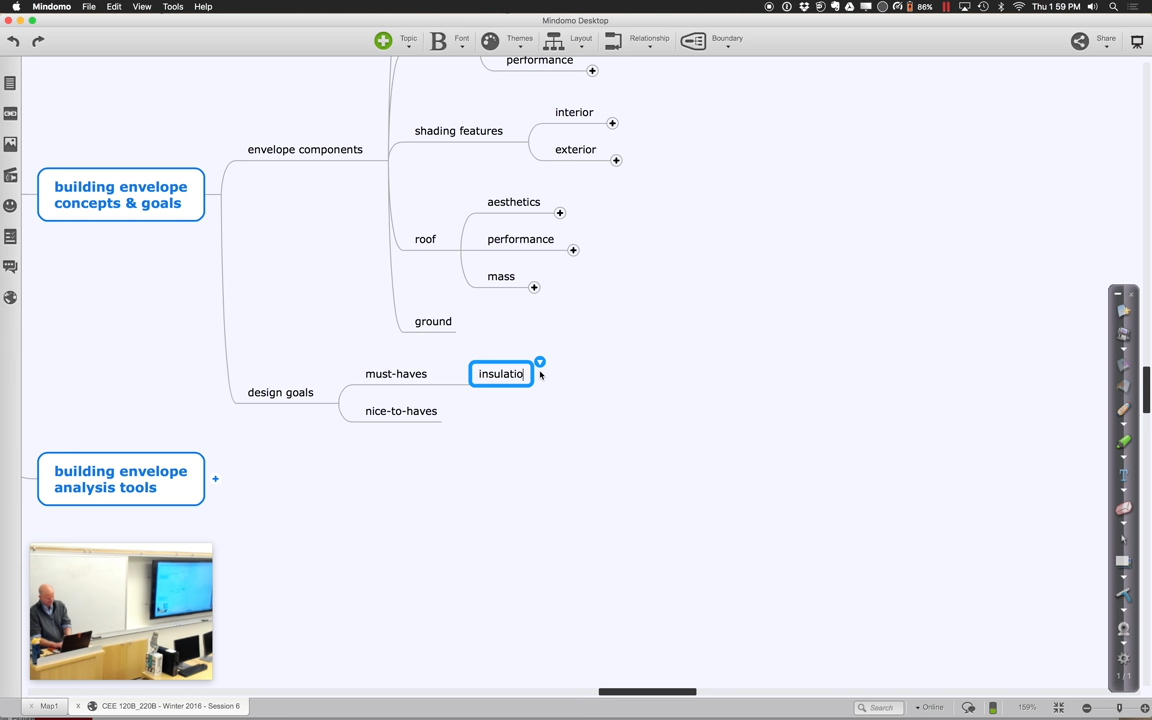 Mindomo File Edit View Tools Help
86% Thu 1:59 PM
Mindomo Desktop
Topic Font Themes Layout Relationship Boundary Share
performance
interior
shading features
exterior
envelope components
building envelope
concepts & goals
aesthetics
roof
performance
mass
ground
must-haves
insulatio
design goals
nice-to-haves
building envelope
analysis tools
1 / 1
Map1
CEE 120B_220B - Winter 2016 - Session 6
Search
Online
159%